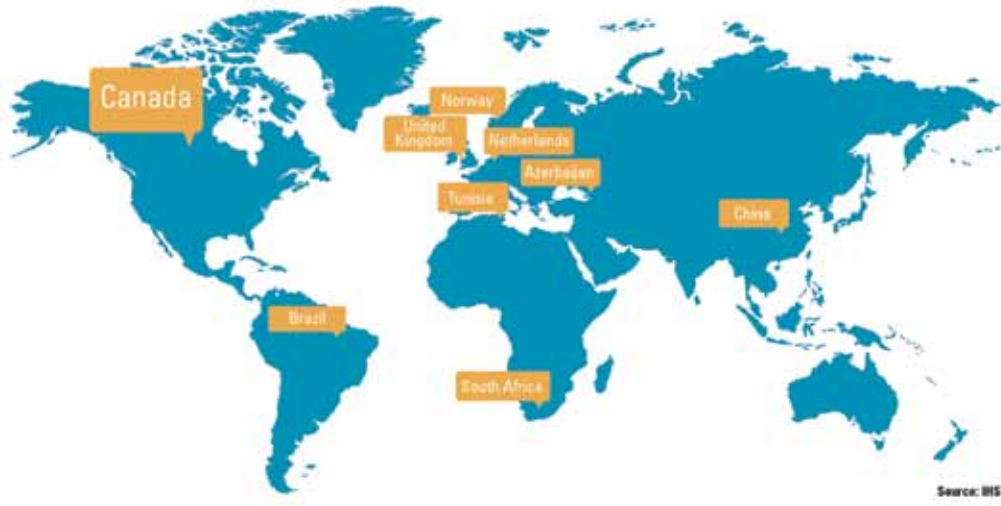 Canada
Norway
United
Kingdom
Netherlands
Azerbaijan
Tunisia
China
Brazil
South Africa
Source: IHS